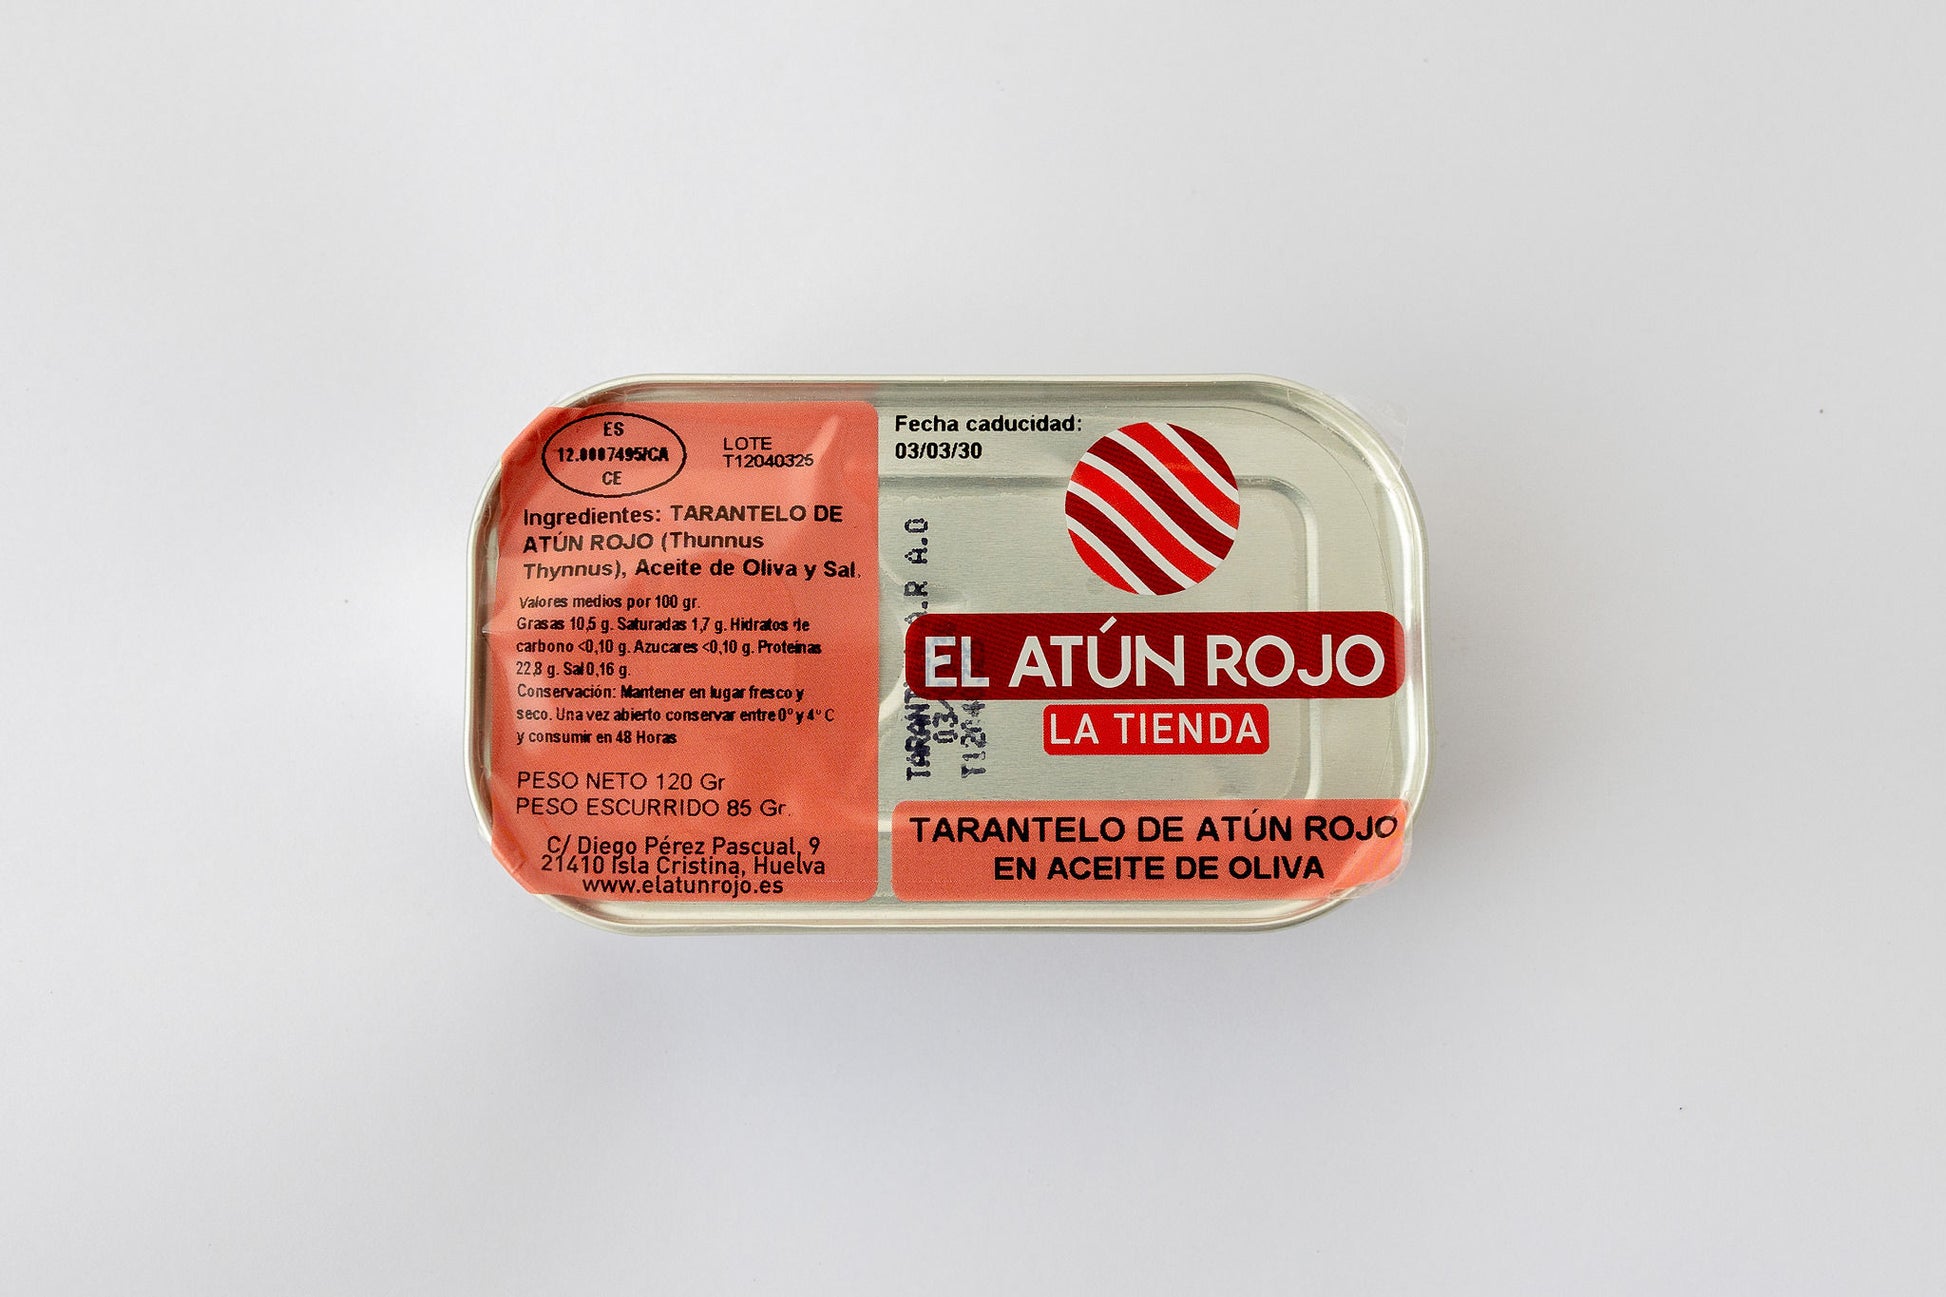 ES
12.0007495/CA
CE
LOTE
T12040325
Ingredientes: TARANTELO DE
ATÚN ROJO (Thunnus
Thynnus), Aceite de Oliva y Sal.
Valores medios por 100 gr.
Grasas 10,5 g. Saturadas 1,7 g. Hidratos de
carbono <0,10 g. Azucares <0,10 g. Proteinas
22,8 g. Sal 0,16 g.
Conservación: Mantener en lugar fresco y
seco. Una vez abierto conservar entre 0º y 4º C
y consumir en 48 Horas
PESO NETO 120 Gr
PESO ESCURRIDO 85 Gr.
C/ Diego Pérez Pascual, 9
21410 Isla Cristina, Huelva
www.elatunrojo.es
Fecha caducidad:
03/03/30
EL ATÚN ROJO
LA TIENDA
TARANTELO DE ATÚN ROJO
EN ACEITE DE OLIVA
A.R A.O